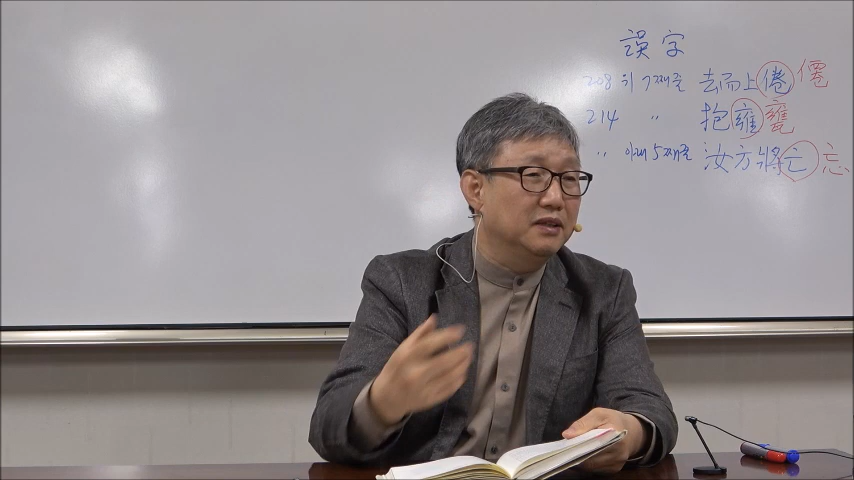 誤字
208 위 7째줄 去而上倦 僊
214 〃 抱雍 甕
〃 아래 5째줄 汝方將亡 忘